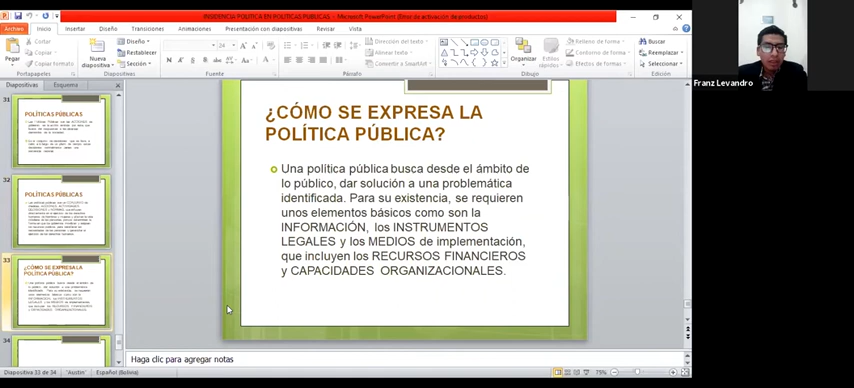 INCIDENCIA POLITICA EN POLITICAS PUBLICAS - Microsoft PowerPoint (Error de activación de productos)
Archivo Inicio Insertar Diseño Transiciones Animaciones Presentación con diapositivas Revisar Vista
Pegar
Cortar
Copiar
Copiar formato
Portapapeles
Nueva diapositiva
Diseño
Restablecer
Sección
Diapositivas
24
Fuente
Párrafo
Dirección del texto
Alinear texto
Convertir a SmartArt
Organizar
Estilos rápidos
Relleno de forma
Contorno de forma
Efectos de formas
Dibujo
Buscar
Reemplazar
Seleccionar
Edición
Franz Levandro
Diapositivas Esquema
31
POLÍTICAS PÚBLICAS
32
POLÍTICAS PÚBLICAS
33
¿CÓMO SE EXPRESA LA
POLÍTICA PÚBLICA?
34
¿CÓMO SE EXPRESA LA
POLÍTICA PÚBLICA?
Una política pública busca desde el ámbito de
lo público, dar solución a una problemática
identificada. Para su existencia, se requieren
unos elementos básicos como son la
INFORMACIÓN, los INSTRUMENTOS
LEGALES y los MEDIOS de implementación,
que incluyen los RECURSOS FINANCIEROS
y CAPACIDADES ORGANIZACIONALES.
Haga clic para agregar notas
Diapositiva 33 de 34 "Austin" Español (Bolivia) 75%